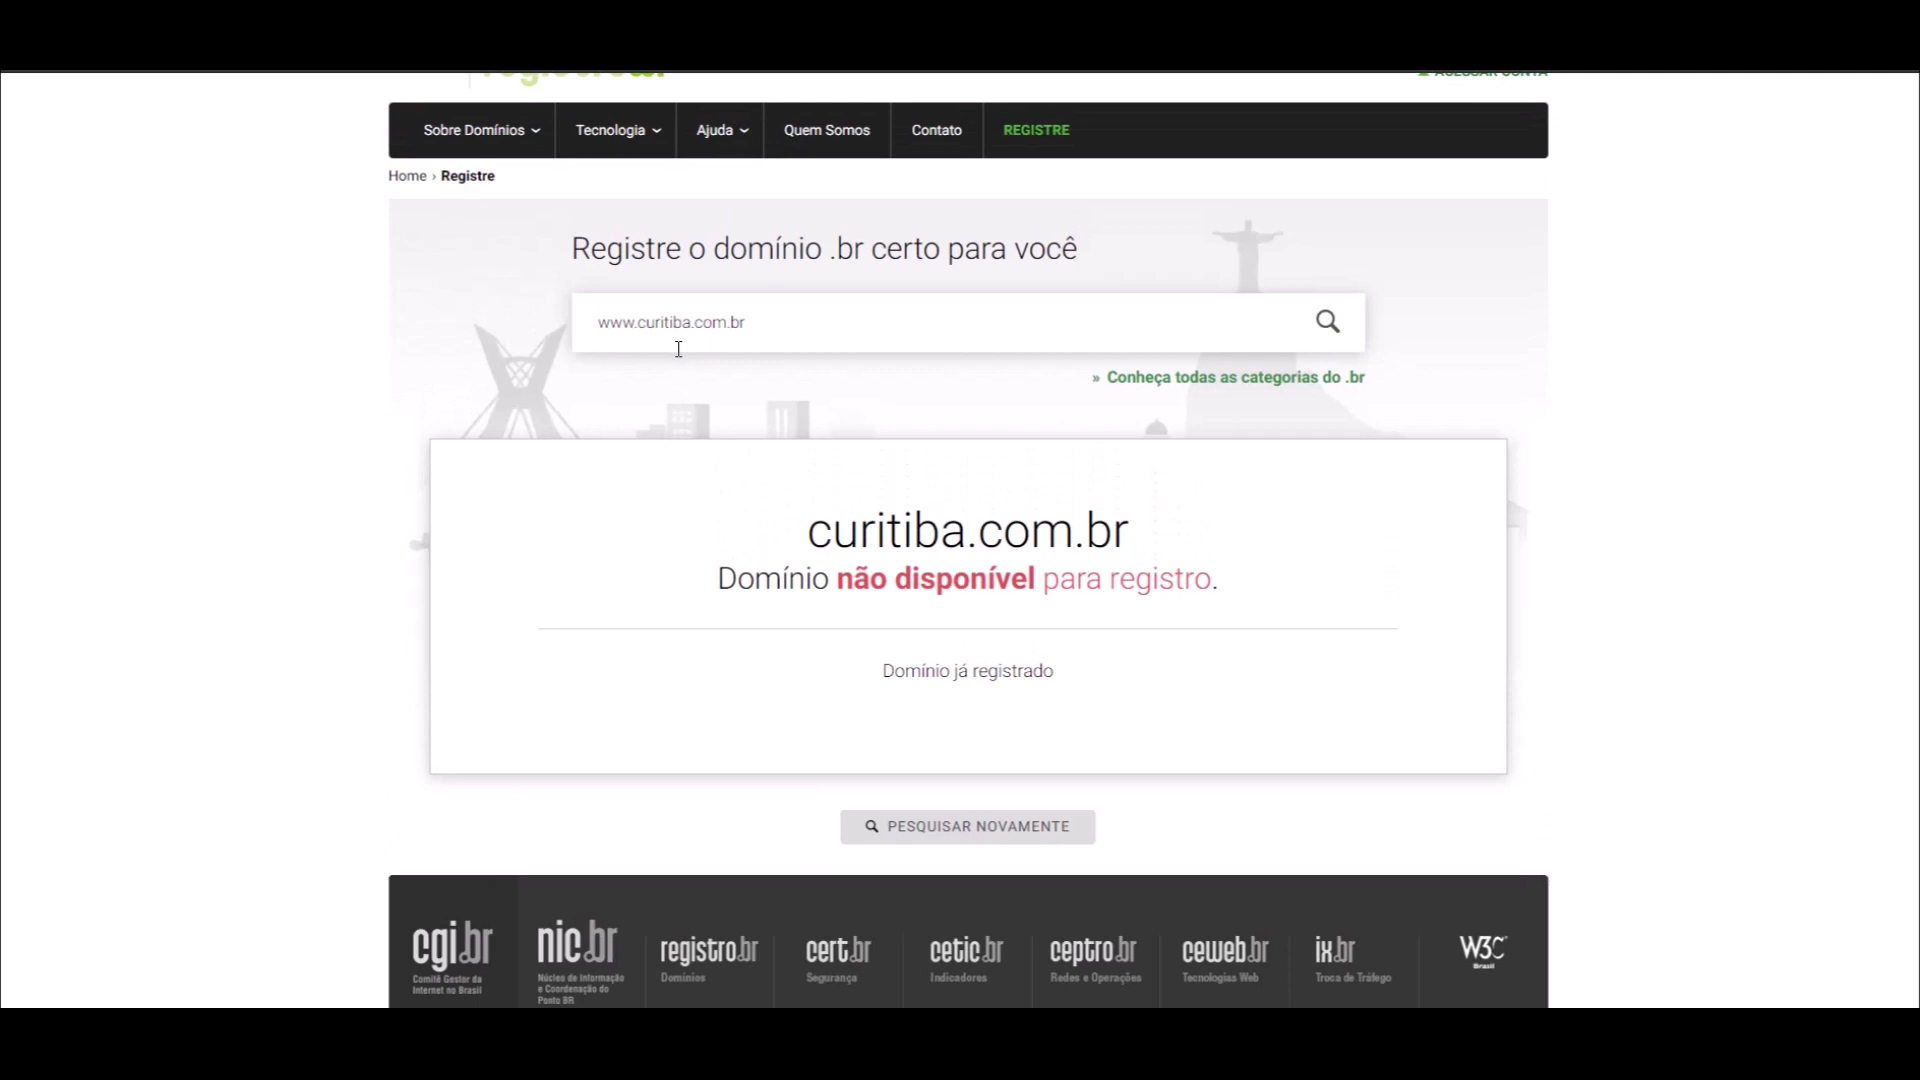 ACESSAR CONTA
Sobre Domínios
Tecnologia
Ajuda
Quem Somos
Contato
REGISTRE
Home › Registre
Registre o domínio .br certo para você
www.curitiba.com.br
» Conheça todas as categorias do .br
curitiba.com.br
Domínio não disponível para registro.
Domínio já registrado
PESQUISAR NOVAMENTE
cgi.br
Comitê Gestor da
Internet no Brasil
nic.br
Núcleo de Informação
e Coordenação do
Ponto BR
registro.br
Domínios
cert.br
Segurança
cetic.br
Indicadores
ceptro.br
Redes e Operações
ceweb.br
Tecnologias Web
ix.br
Troca de Tráfego
W3C
Brasil